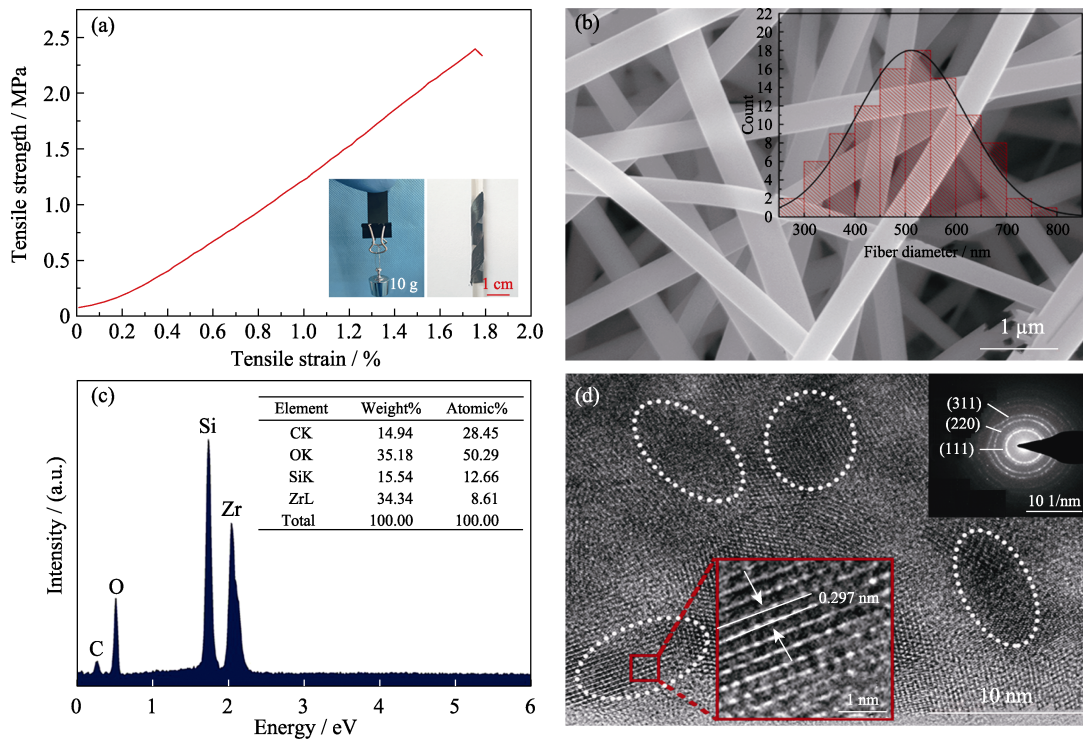 (a)
2.5
2.0
1.5
1.0
0.5
0
Tensile strength / MPa
10 g
1 cm
0 0.2 0.4 0.6 0.8 1.0 1.2 1.4 1.6 1.8 2.0
Tensile strain / %
(b)
22
20
18
16
14
12
10
8
6
4
2
0
Count
300 400 500 600 700 800
Fiber diameter / nm
1 µm
(c)
Element Weight% Atomic%
CK 14.94 28.45
OK 35.18 50.29
SiK 15.54 12.66
ZrL 34.34 8.61
Total 100.00 100.00
Si
Zr
O
C
Intensity / (a.u.)
0 1 2 3 4 5 6
Energy / eV
(d)
(311)
(220)
(111)
10 1/nm
0.297 nm
1 nm
10 nm